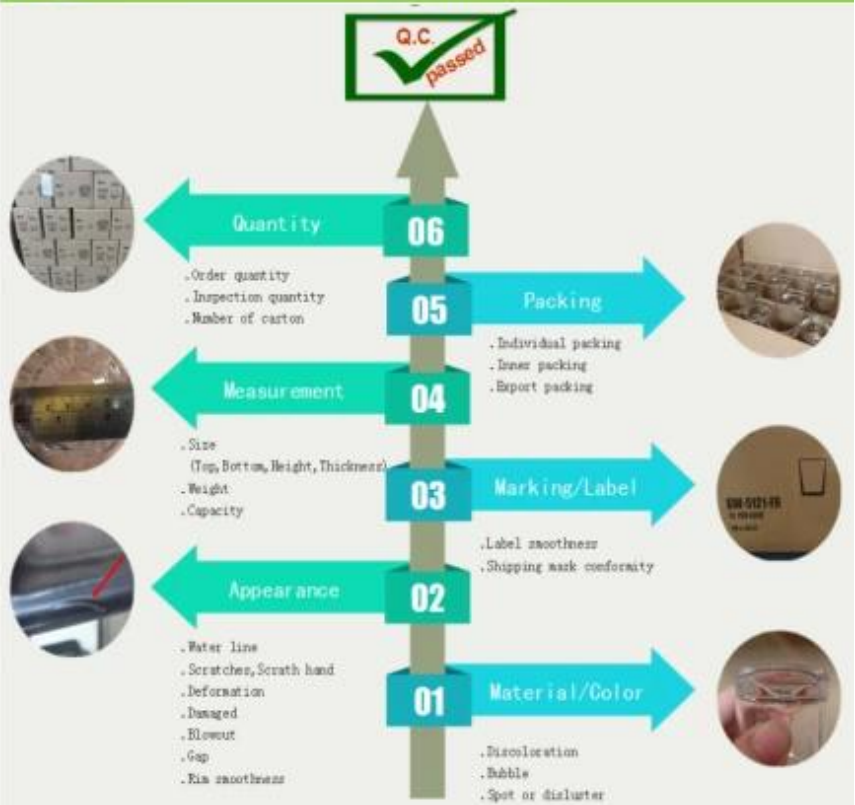 Q.C.
passed
Quantity
06
.Order quantity
.Inspection quantity
.Number of carton
05
Packing
.Individual packing
.Inner packing
.Export packing
Measurement
04
.Size
(Top,Bottom,Height,Thickness)
.Weight
.Capacity
03
Marking/Label
.Label smoothness
.Shipping mark conformity
Appearance
02
.Water line
.Scratches,Scrath hand
.Deformation
.Damaged
.Blowout
.Gap
.Rim smoothness
01
Material/Color
.Discoloration
.Bubble
.Spot or disluster